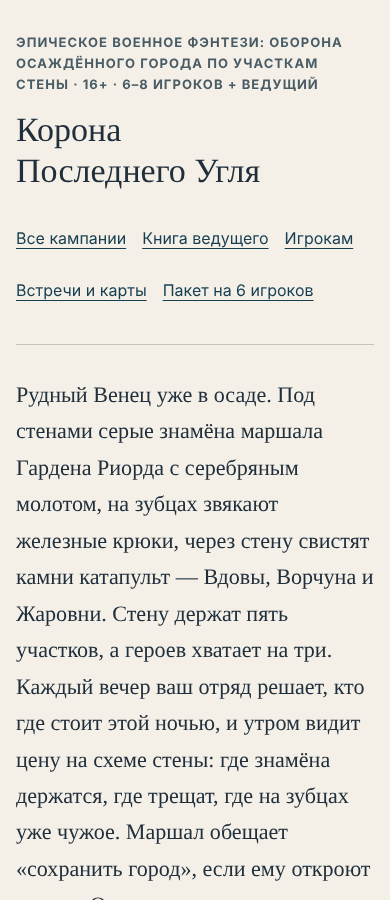 ЭПИЧЕСКОЕ ВОЕННОЕ ФЭНТЕЗИ: ОБОРОНА
ОСАЖДЁННОГО ГОРОДА ПО УЧАСТКАМ
СТЕНЫ · 16+ · 6–8 ИГРОКОВ + ВЕДУЩИЙ
Корона
Последнего Угля
Все кампании Книга ведущего Игрокам
Встречи и карты Пакет на 6 игроков
Рудный Венец уже в осаде. Под
стенами серые знамёна маршала
Гардена Риорда с серебряным
молотом, на зубцах звякают
железные крюки, через стену свистят
камни катапульт — Вдовы, Ворчуна и
Жаровни. Стену держат пять
участков, а героев хватает на три.
Каждый вечер ваш отряд решает, кто
где стоит этой ночью, и утром видит
цену на схеме стены: где знамёна
держатся, где трещат, где на зубцах
уже чужое. Маршал обещает
«сохранить город», если ему откроют